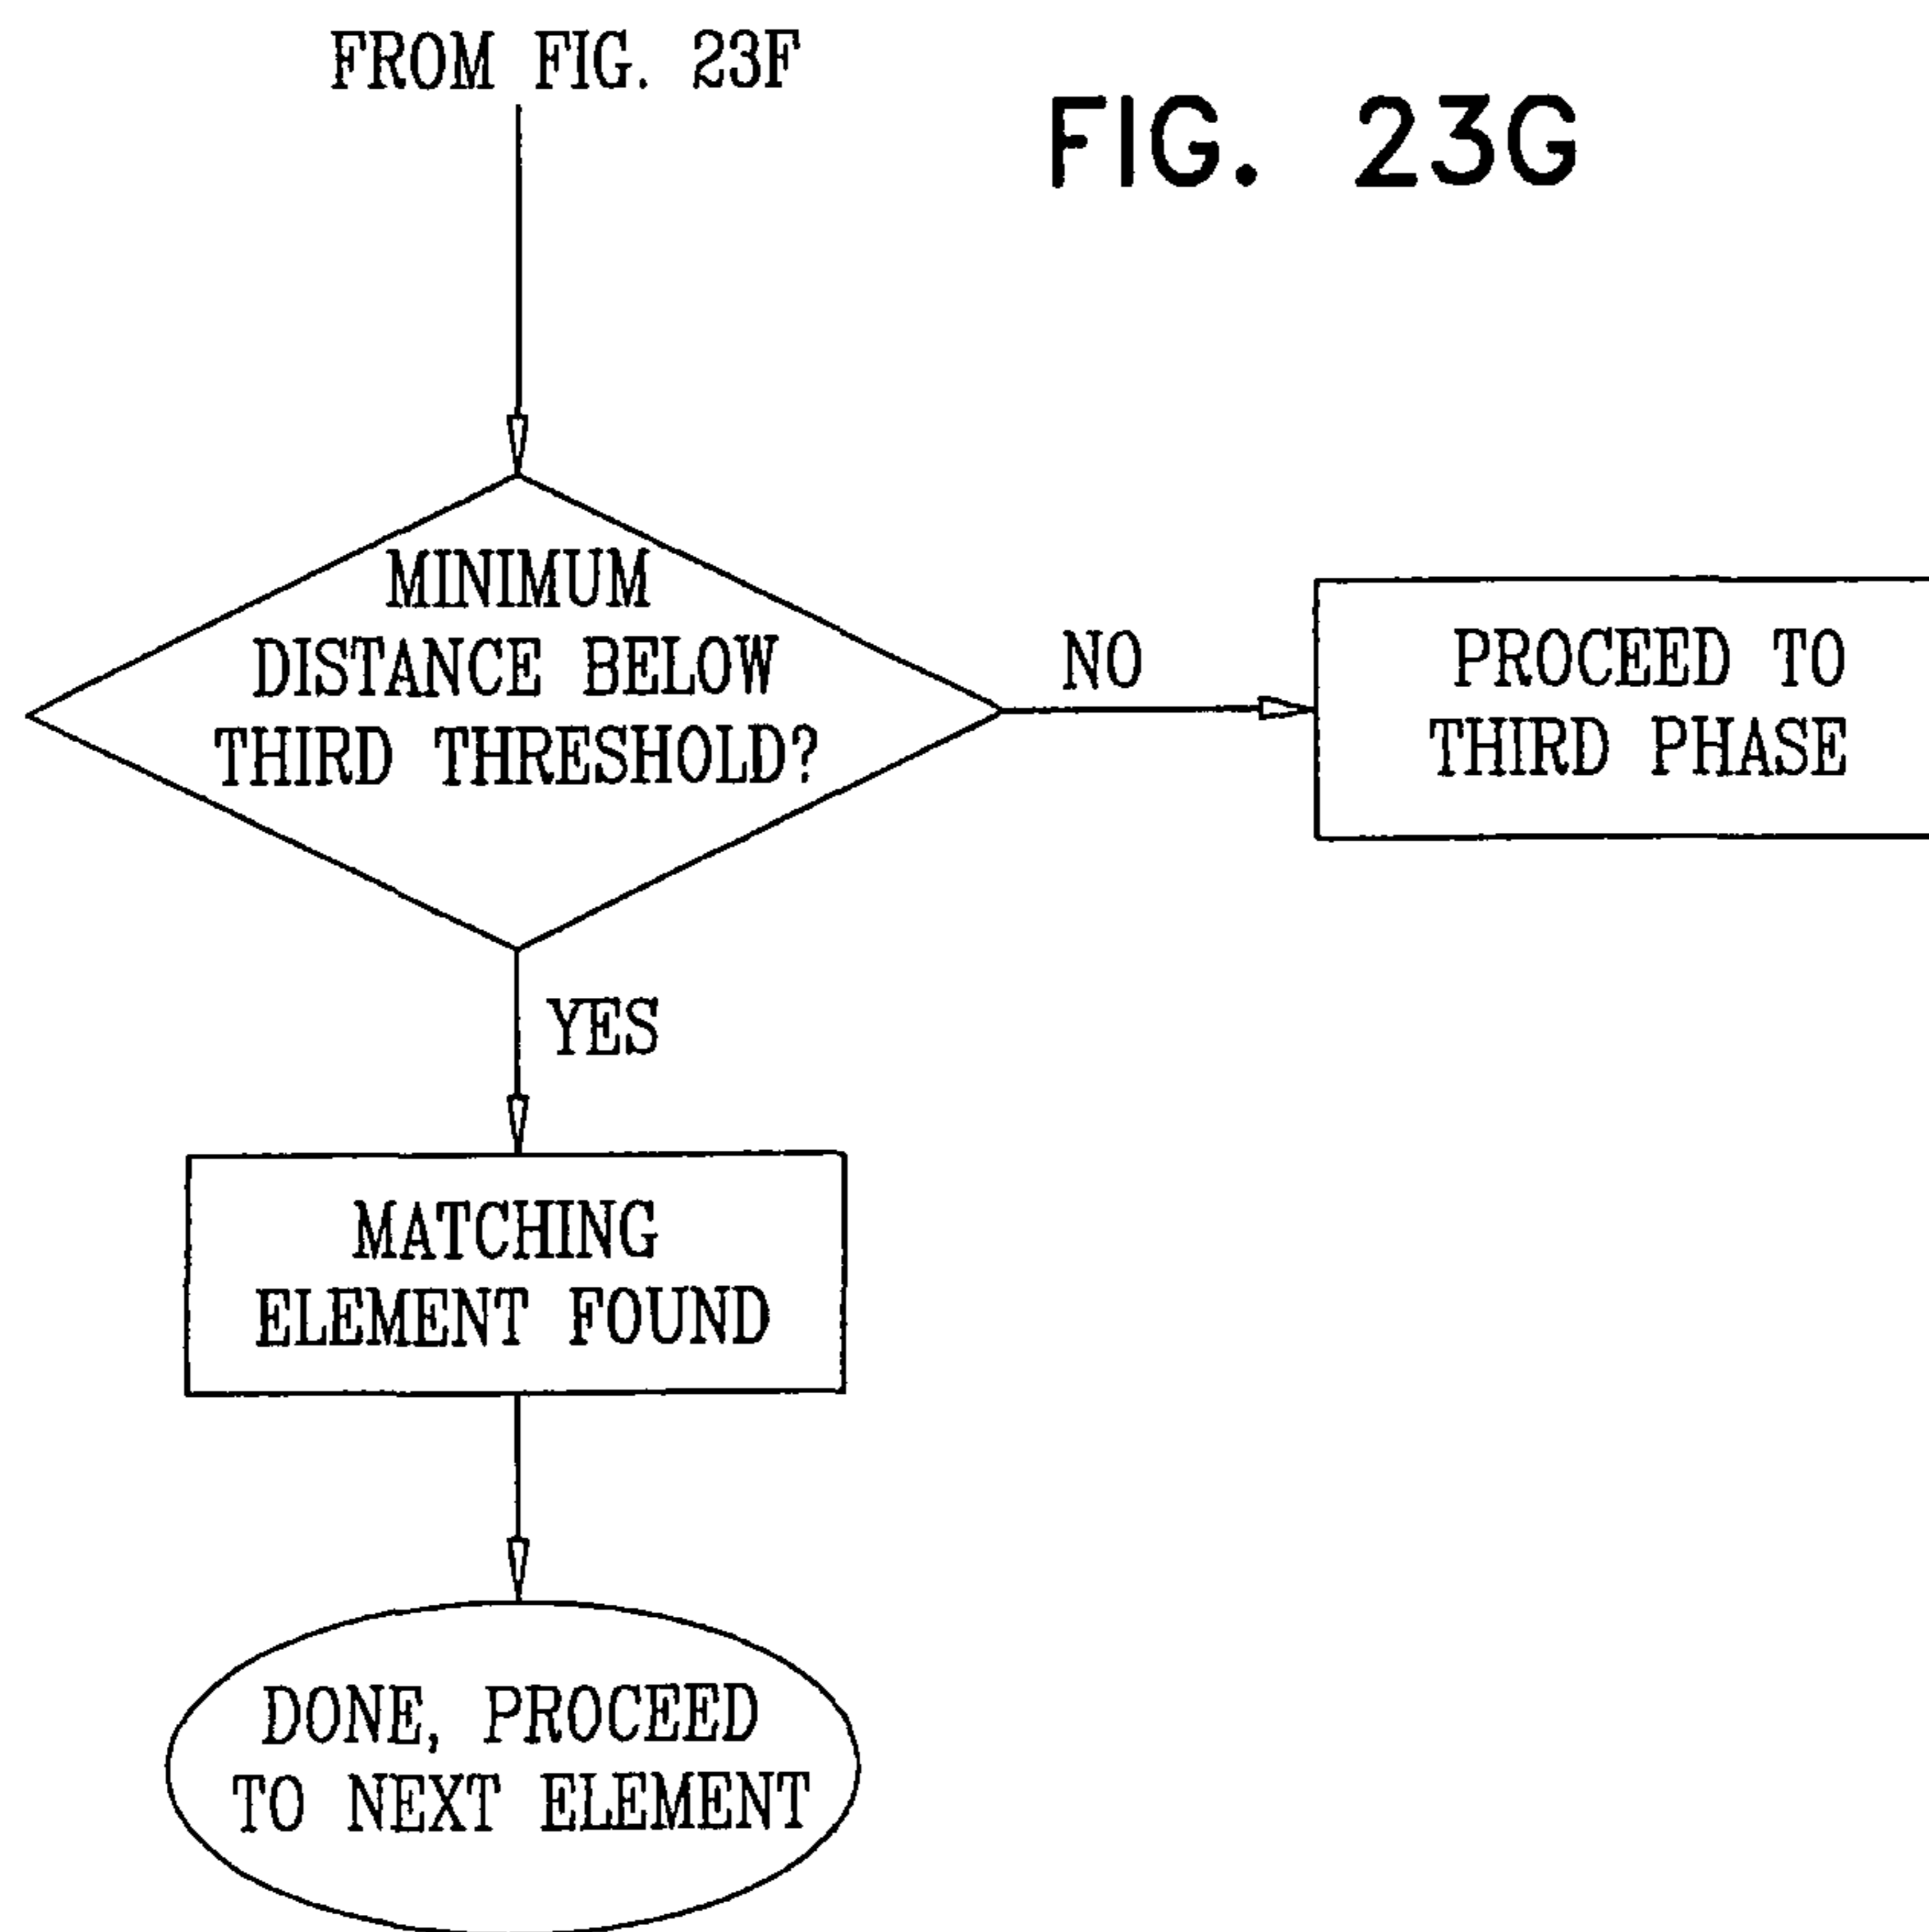 FROM FIG. 23F
FIG. 23G
MINIMUM
DISTANCE BELOW
THIRD THRESHOLD?
NO
PROCEED TO
THIRD PHASE
YES
MATCHING
ELEMENT FOUND
DONE, PROCEED
TO NEXT ELEMENT